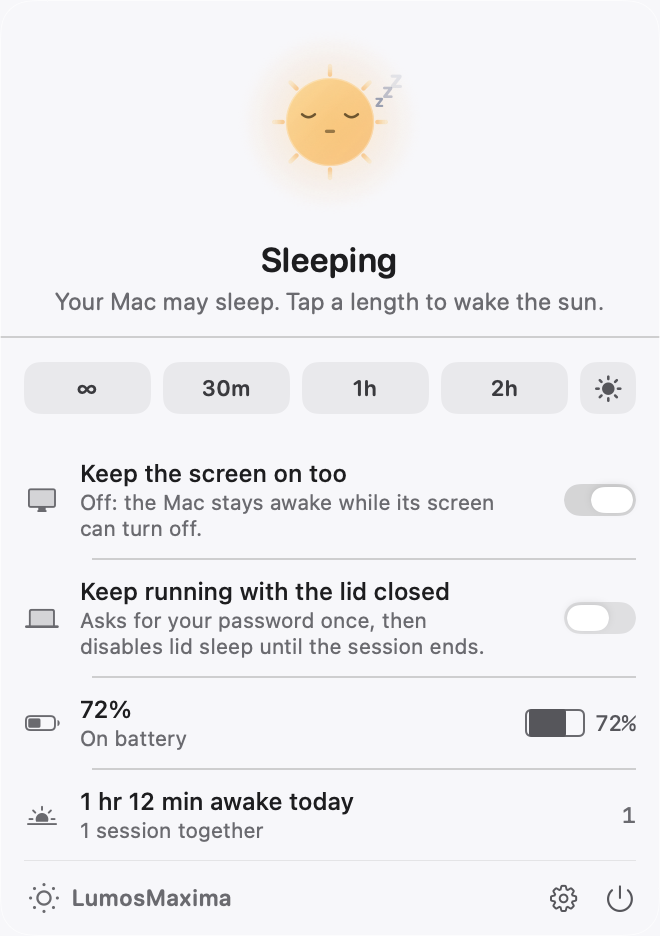 z z z
Sleeping
Your Mac may sleep. Tap a length to wake the sun.
∞ 30m 1h 2h
Keep the screen on too
Off: the Mac stays awake while its screen
can turn off.
Keep running with the lid closed
Asks for your password once, then
disables lid sleep until the session ends.
72%
On battery
72%
1 hr 12 min awake today
1 session together
1
LumosMaxima